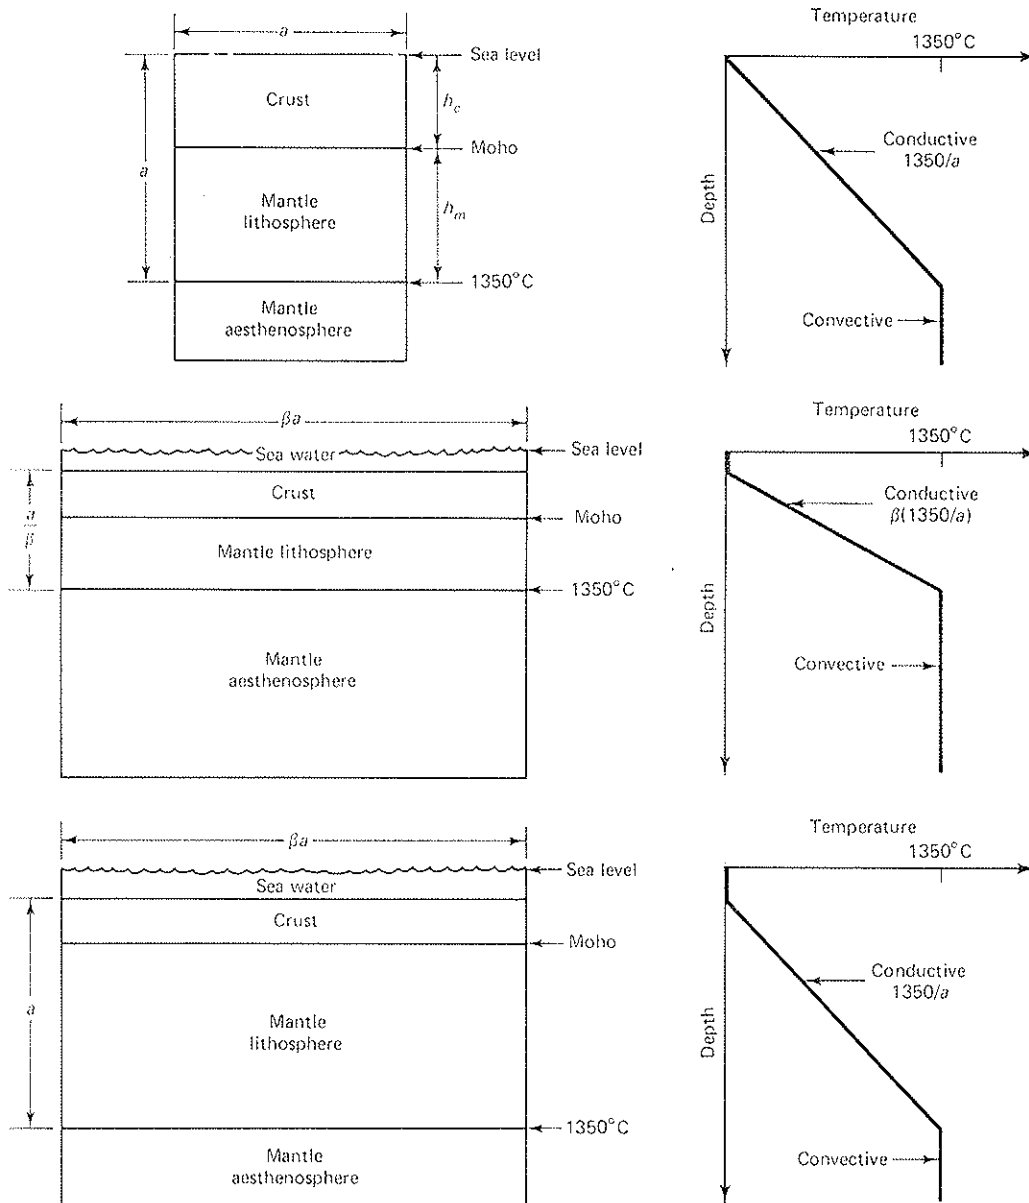 a
Sea level
Crust
h_c
Moho
a
Mantle
lithosphere
h_m
1350°C
Mantle
aesthenosphere
Temperature
1350°C
Conductive
1350/a
Depth
Convective
βa
Sea level
Sea water
Crust
a/β
Moho
Mantle lithosphere
1350°C
Mantle
aesthenosphere
Temperature
1350°C
Conductive
β(1350/a)
Depth
Convective
βa
Sea level
Sea water
Crust
Moho
a
Mantle
lithosphere
1350°C
Mantle
aesthenosphere
Temperature
1350°C
Conductive
1350/a
Depth
Convective